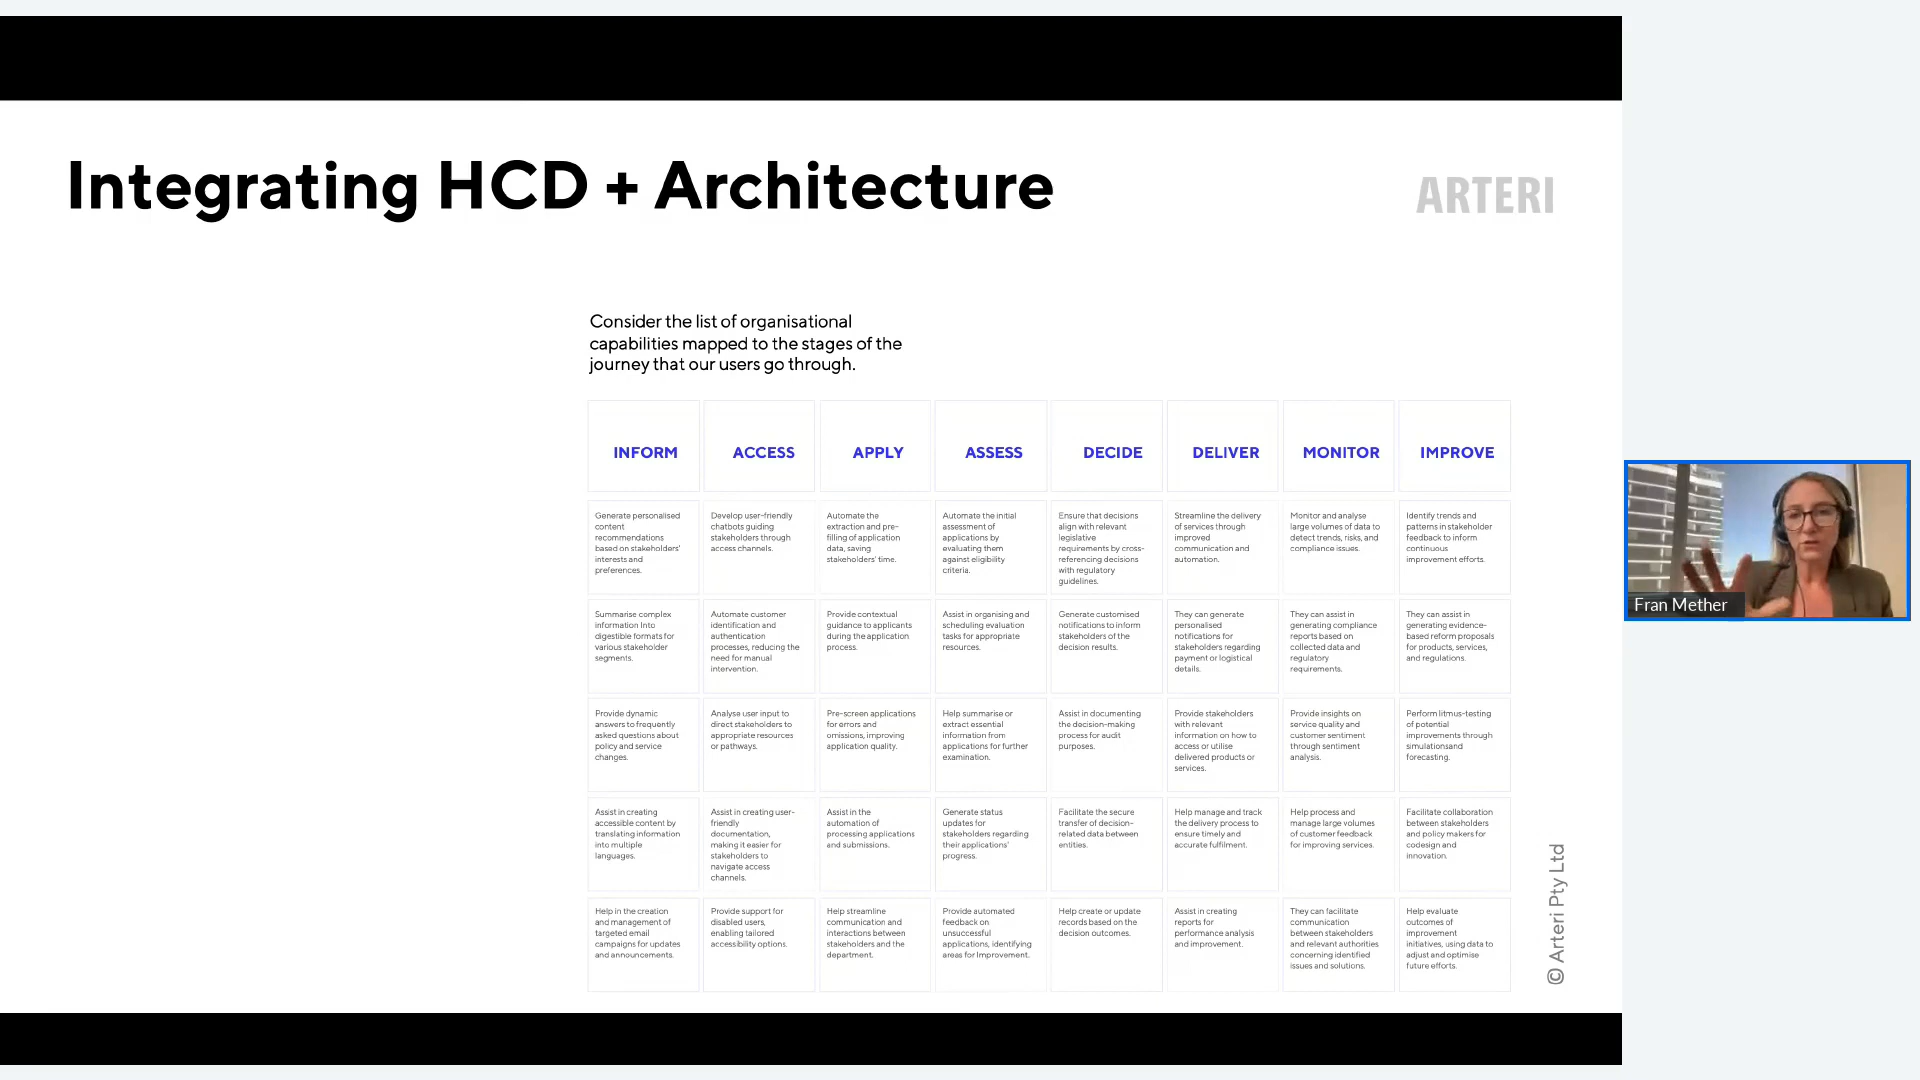 Integrating HCD + Architecture
ARTERI
Consider the list of organisational
capabilities mapped to the stages of the
journey that our users go through.
INFORM
ACCESS
APPLY
ASSESS
DECIDE
DELIVER
MONITOR
IMPROVE
Generate personalised
content
recommendations
based on stakeholders'
interests and
preferences.
Develop user-friendly
chatbots guiding
stakeholders through
access channels.
Automate the
extraction and pre-
filling of application
data, saving
stakeholders' time.
Automate the initial
assessment of
applications by
evaluating them
against eligibility
criteria.
Ensure that decisions
align with relevant
legislative
requirements by cross-
referencing decisions
with regulatory
guidelines.
Streamline the delivery
of services through
improved
communication and
automation.
Monitor and analyse
large volumes of data to
detect trends, risks, and
compliance issues.
Identify trends and
patterns in stakeholder
feedback to inform
continuous
improvement efforts.
Summarise complex
information Into
digestible formats for
various stakeholder
segments.
Automate customer
identification and
authentication
processes, reducing the
need for manual
intervention.
Provide contextual
guidance to applicants
during the application
process.
Assist in organising and
scheduling evaluation
tasks for appropriate
resources.
Generate customised
notifications to inform
stakeholders of the
decision results.
They can generate
personalised
notifications for
stakeholders regarding
payment or logistical
details.
They can assist in
generating compliance
reports based on
collected data and
regulatory
requirements.
They can assist in
generating evidence-
based reform proposals
for products, services,
and regulations.
Provide dynamic
answers to frequently
asked questions about
policy and service
changes.
Analyse user input to
direct stakeholders to
appropriate resources
or pathways.
Pre-screen applications
for errors and
omissions, improving
application quality.
Help summarise or
extract essential
information from
applications for further
examination.
Assist in documenting
the decision-making
process for audit
purposes.
Provide stakeholders
with relevant
information on how to
access or utilise
delivered products or
services.
Provide insights on
service quality and
customer sentiment
through sentiment
analysis.
Perform litmus-testing
of potential
improvements through
simulationsand
forecasting.
Assist in creating
accessible content by
translating information
into multiple
languages.
Assist in creating user-
friendly
documentation,
making it easier for
stakeholders to
navigate access
channels.
Assist in the
automation of
processing applications
and submissions.
Generate status
updates for
stakeholders regarding
their applications'
progress.
Facilitate the secure
transfer of decision-
related data between
entities.
Help manage and track
the delivery process to
ensure timely and
accurate fulfilment.
Help process and
manage large volumes
of customer feedback
for improving services.
Facilitate collaboration
between stakeholders
and policy makers for
codesign and
innovation.
Help in the creation
and management of
targeted email
campaigns for updates
and announcements.
Provide support for
disabled users,
enabling tailored
accessibility options.
Help streamline
communication and
interactions between
stakeholders and the
department.
Provide automated
feedback on
unsuccessful
applications, identifying
areas for Improvement.
Help create or update
records based on the
decision outcomes.
Assist in creating
reports for
performance analysis
and improvement.
They can facilitate
communication
between stakeholders
and relevant authorities
concerning identified
issues and solutions.
Help evaluate
outcomes of
improvement
initiatives, using data to
adjust and optimise
future efforts.
© Arteri Pty Ltd
Fran Mether